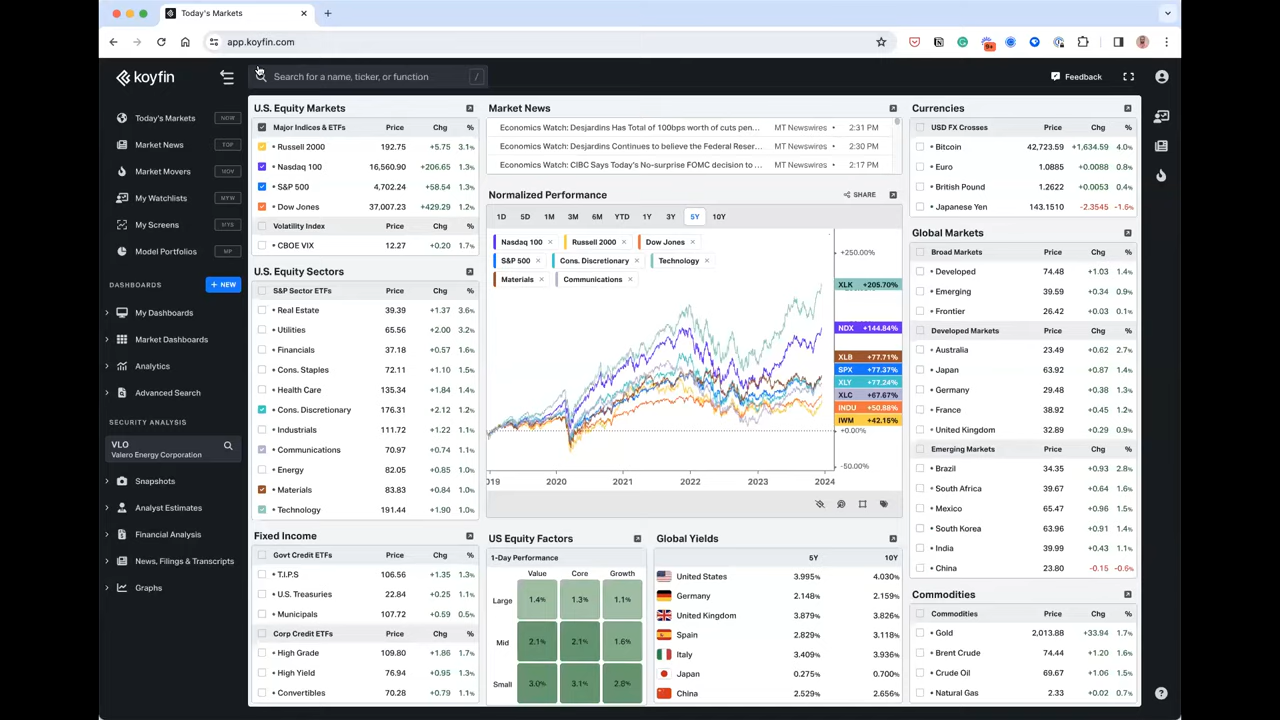 Today's Markets
app.koyfin.com
9+
koyfin
Search for a name, ticker, or function /
Feedback
Today's Markets NOW
Market News TOP
Market Movers MOV
My Watchlists MYW
My Screens MYS
Model Portfolios MP
DASHBOARDS + NEW
My Dashboards
Market Dashboards
Analytics
Advanced Search
SECURITY ANALYSIS
VLO
Valero Energy Corporation
Snapshots
Analyst Estimates
Financial Analysis
News, Filings & Transcripts
Graphs
U.S. Equity Markets
Major Indices & ETFs Price Chg %
Russell 2000 192.75 +5.75 3.1%
Nasdaq 100 16,560.90 +206.65 1.3%
S&P 500 4,702.24 +58.54 1.3%
Dow Jones 37,007.23 +429.29 1.2%
Volatility Index
CBOE VIX 12.27 +0.20 1.7%
U.S. Equity Sectors
S&P Sector ETFs Price Chg %
Real Estate 39.39 +1.37 3.6%
Utilities 65.56 +2.00 3.2%
Financials 37.18 +0.57 1.6%
Cons. Staples 72.11 +1.10 1.5%
Health Care 135.34 +1.84 1.4%
Cons. Discretionary 176.31 +2.12 1.2%
Industrials 111.72 +1.22 1.1%
Communications 70.97 +0.74 1.1%
Energy 82.05 +0.85 1.0%
Materials 83.83 +0.84 1.0%
Technology 191.44 +1.90 1.0%
Fixed Income
Govt Credit ETFs Price Chg %
T.I.P.S 106.56 +1.35 1.3%
U.S. Treasuries 22.84 +0.25 1.1%
Municipals 107.72 +0.59 0.5%
Corp Credit ETFs Price Chg %
High Grade 109.80 +1.86 1.7%
High Yield 76.94 +0.95 1.3%
Convertibles 70.28 +0.79 1.1%
Market News
Economics Watch: Desjardins Has Total of 100bps worth of cuts pen... MT Newswires • 2:31 PM
Economics Watch: Desjardins Continues to believe the Federal Reser... MT Newswires • 2:30 PM
Economics Watch: CIBC Says Today's No-surprise FOMC decision to ... MT Newswires • 2:17 PM
Normalized Performance SHARE
1D 5D 1M 3M 6M YTD 1Y 3Y 5Y 10Y
Nasdaq 100 × Russell 2000 × Dow Jones ×
S&P 500 × Cons. Discretionary × Technology ×
Materials × Communications ×
+250.00%
XLK +205.70%
NDX +144.84%
XLB +77.71%
SPX +77.37%
XLY +77.24%
XLC +67.67%
INDU +50.88%
IWM +42.15%
+0.00%
-50.00%
019 2020 2021 2022 2023 2024
US Equity Factors
1-Day Performance
Value Core Growth
Large 1.4% 1.3% 1.1%
Mid 2.1% 2.1% 1.6%
Small 3.0% 3.1% 2.8%
Global Yields
5Y 10Y
United States 3.995% 4.030%
Germany 2.148% 2.159%
United Kingdom 3.879% 3.826%
Spain 2.829% 3.118%
Italy 3.409% 3.936%
Japan 0.275% 0.700%
China 2.529% 2.656%
Currencies
USD FX Crosses Price Chg %
Bitcoin 42,723.59 +1,634.59 4.0%
Euro 1.0885 +0.0088 0.8%
British Pound 1.2622 +0.0053 0.4%
Japanese Yen 143.1510 -2.3545 -1.6%
Global Markets
Broad Markets Price Chg %
Developed 74.48 +1.03 1.4%
Emerging 39.59 +0.34 0.9%
Frontier 26.42 +0.03 0.1%
Developed Markets Price Chg %
Australia 23.49 +0.62 2.7%
Japan 63.92 +0.87 1.4%
Germany 29.48 +0.38 1.3%
France 38.92 +0.45 1.2%
United Kingdom 32.89 +0.29 0.9%
Emerging Markets Price Chg %
Brazil 34.35 +0.93 2.8%
South Africa 39.67 +0.64 1.6%
Mexico 65.47 +0.96 1.5%
South Korea 63.96 +0.91 1.4%
India 39.99 +0.43 1.1%
China 23.80 -0.15 -0.6%
Commodities
Commodities Price Chg %
Gold 2,013.88 +33.94 1.7%
Brent Crude 74.44 +1.20 1.6%
Crude Oil 69.67 +1.06 1.5%
Natural Gas 2.33 +0.02 0.7%